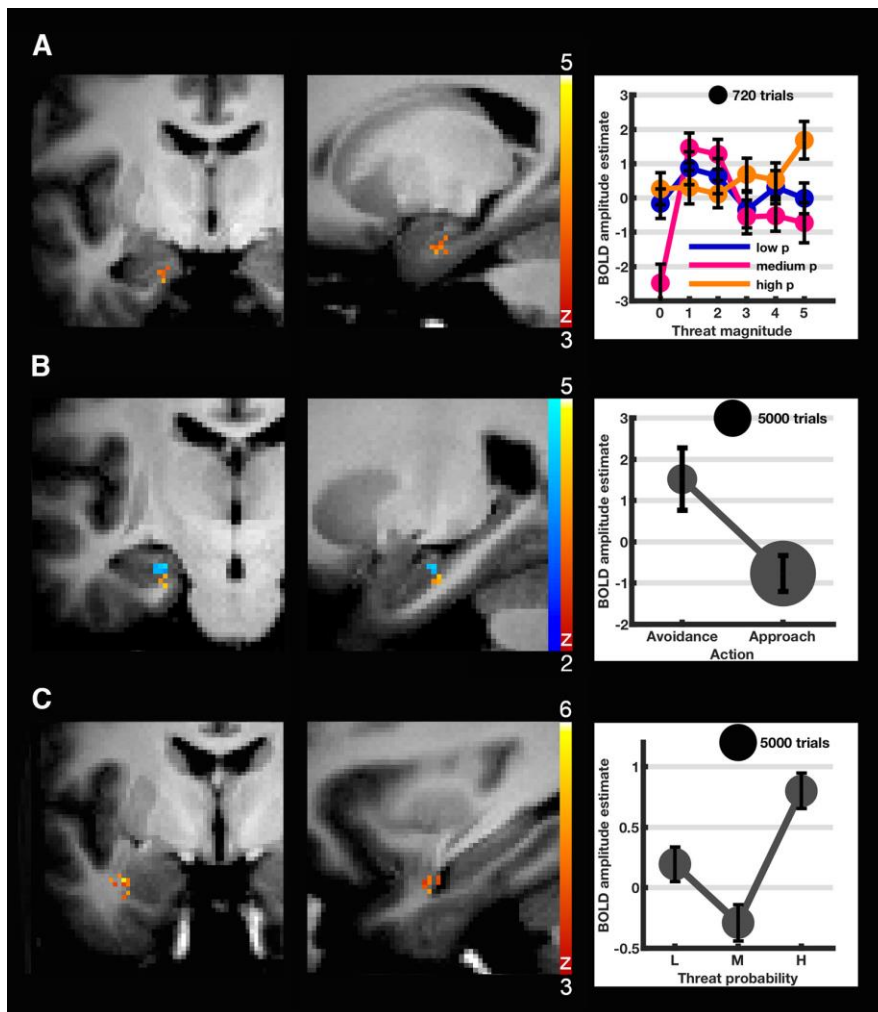 A
5
z
3
BOLD amplitude estimate
3
2
1
0
-1
-2
-3
720 trials
low p
medium p
high p
0 1 2 3 4 5
Threat magnitude
B
5
z
2
BOLD amplitude estimate
3
2
1
0
-1
-2
5000 trials
Avoidance Approach
Action
C
6
z
3
BOLD amplitude estimate
1
0.5
0
-0.5
5000 trials
L M H
Threat probability